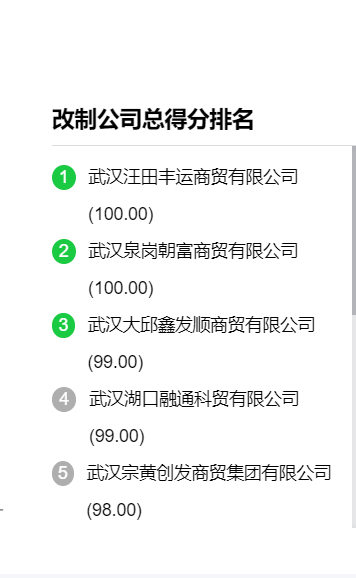 改制公司总得分排名
1 武汉汪田丰运商贸有限公司
(100.00)
2 武汉泉岗朝富商贸有限公司
(100.00)
3 武汉大邱鑫发顺商贸有限公司
(99.00)
4 武汉湖口融通科贸有限公司
(99.00)
5 武汉宗黄创发商贸集团有限公司
(98.00)